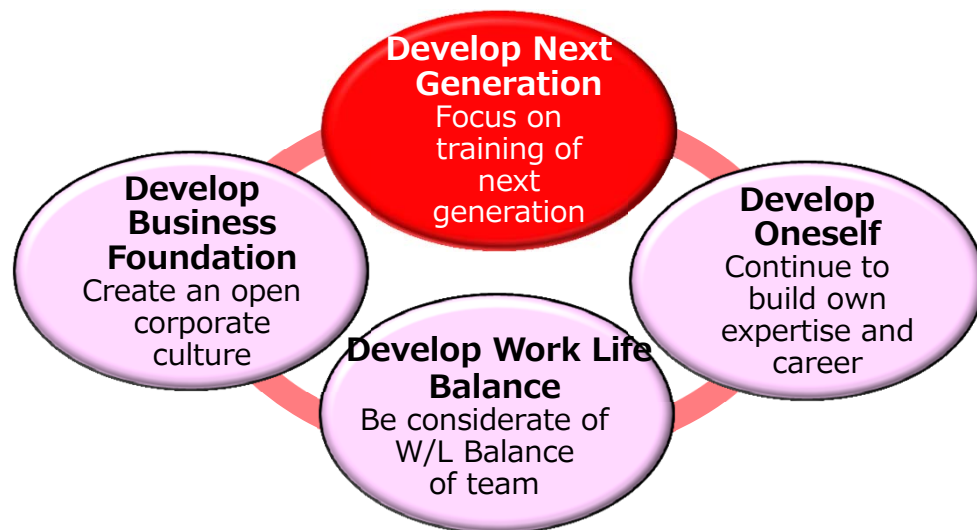 Develop Next
Generation
Focus on
training of
next
generation
Develop
Business
Foundation
Create an open
corporate
culture
Develop
Oneself
Continue to
build own
expertise and
career
Develop Work Life
Balance
Be considerate of
W/L Balance
of team